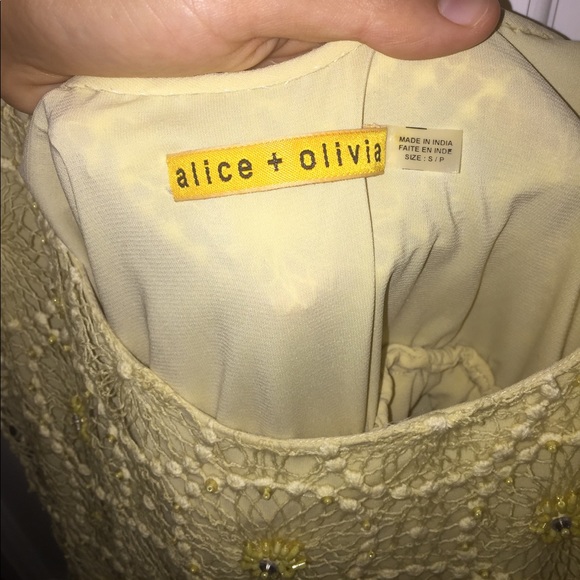 alice + olivia
MADE IN INDIA
FAITE EN INDE
SIZE : S / P